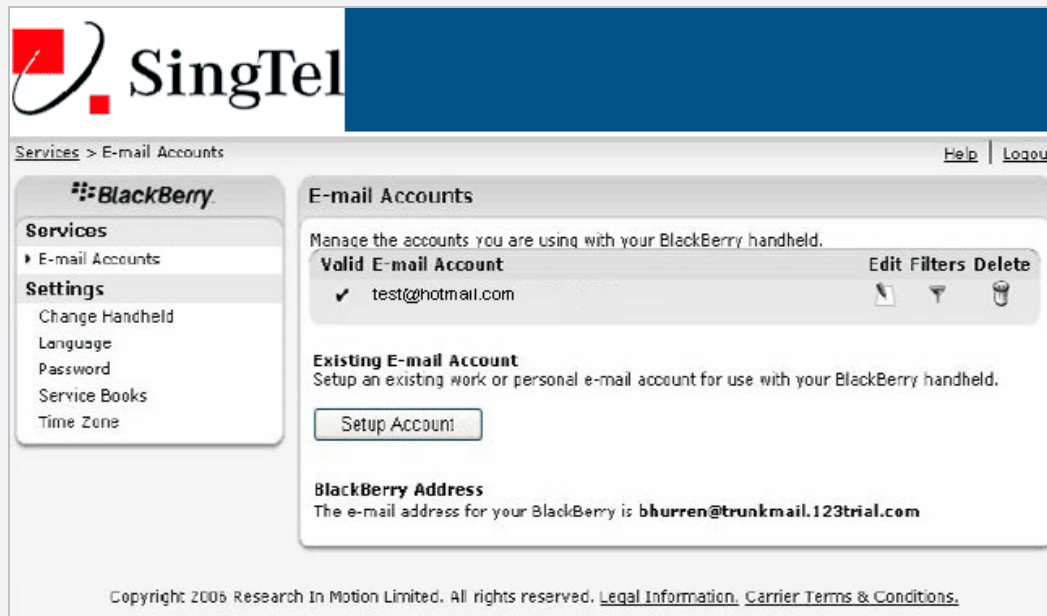 SingTel
Services > E-mail Accounts
Help | Logou
BlackBerry.
Services
E-mail Accounts
Settings
Change Handheld
Language
Password
Service Books
Time Zone
E-mail Accounts
Manage the accounts you are using with your BlackBerry handheld.
Valid E-mail Account Edit Filters Delete
✔ test@hotmail.com
Existing E-mail Account
Setup an existing work or personal e-mail account for use with your BlackBerry handheld.
Setup Account
BlackBerry Address
The e-mail address for your BlackBerry is bhurren@trunkmail.123trial.com
Copyright 2006 Research In Motion Limited. All rights reserved. Legal Information. Carrier Terms & Conditions.